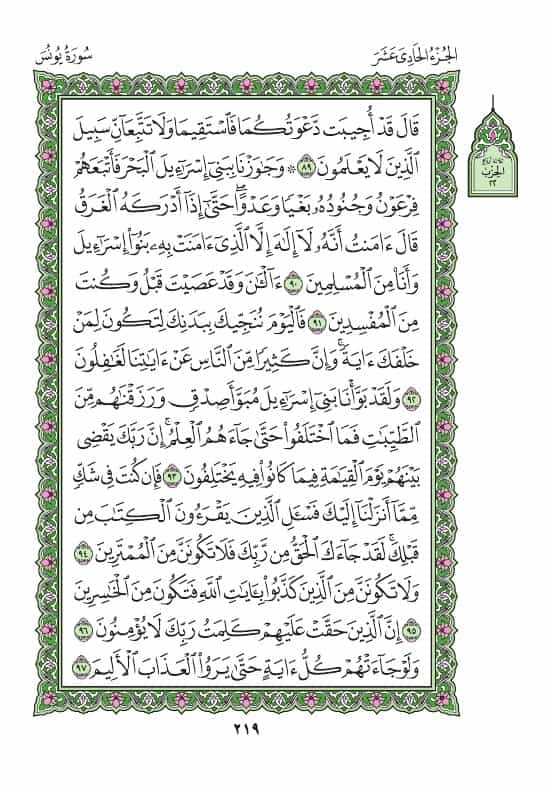 الجزء الحادي عشر
سورة يونس
قَالَ قَدْ أُجِيبَت دَّعْوَتُكُمَا فَٱسْتَقِيمَا وَلَا تَتَّبِعَآنِّ سَبِيلَ
ٱلَّذِينَ لَا يَعْلَمُونَ ٨٩ ۞ وَجَٰوَزْنَا بِبَنِىٓ إِسْرَٰٓءِيلَ ٱلْبَحْرَ فَأَتْبَعَهُمْ
فِرْعَوْنُ وَجُنُودُهُۥ بَغْيًا وَعَدْوًا ۖ حَتَّىٰٓ إِذَآ أَدْرَكَهُ ٱلْغَرَقُ
قَالَ ءَامَنتُ أَنَّهُۥ لَآ إِلَٰهَ إِلَّا ٱلَّذِىٓ ءَامَنَتْ بِهِۦ بَنُوٓا۟ إِسْرَٰٓءِيلَ
وَأَنَا۠ مِنَ ٱلْمُسْلِمِينَ ٩٠ ءَآلْـَٰٔنَ وَقَدْ عَصَيْتَ قَبْلُ وَكُنتَ
مِنَ ٱلْمُفْسِدِينَ ٩١ فَٱلْيَوْمَ نُنَجِّيكَ بِبَدَنِكَ لِتَكُونَ لِمَنْ
خَلْفَكَ ءَايَةً ۚ وَإِنَّ كَثِيرًا مِّنَ ٱلنَّاسِ عَنْ ءَايَٰتِنَا لَغَٰفِلُونَ
٩٢ وَلَقَدْ بَوَّأْنَا بَنِىٓ إِسْرَٰٓءِيلَ مُبَوَّأَ صِدْقٍ وَرَزَقْنَٰهُم مِّنَ
ٱلطَّيِّبَٰتِ فَمَا ٱخْتَلَفُوا۟ حَتَّىٰ جَآءَهُمُ ٱلْعِلْمُ ۚ إِنَّ رَبَّكَ يَقْضِى
بَيْنَهُمْ يَوْمَ ٱلْقِيَٰمَةِ فِيمَا كَانُوا۟ فِيهِ يَخْتَلِفُونَ ٩٣ فَإِن كُنتَ فِى شَكٍّ
مِّمَّآ أَنزَلْنَآ إِلَيْكَ فَسْـَٔلِ ٱلَّذِينَ يَقْرَءُونَ ٱلْكِتَٰبَ مِن
قَبْلِكَ ۚ لَقَدْ جَآءَكَ ٱلْحَقُّ مِن رَّبِّكَ فَلَا تَكُونَنَّ مِنَ ٱلْمُمْتَرِينَ ٩٤
وَلَا تَكُونَنَّ مِنَ ٱلَّذِينَ كَذَّبُوا۟ بِـَٔايَٰتِ ٱللَّهِ فَتَكُونَ مِنَ ٱلْخَٰسِرِينَ
٩٥ إِنَّ ٱلَّذِينَ حَقَّتْ عَلَيْهِمْ كَلِمَتُ رَبِّكَ لَا يُؤْمِنُونَ ٩٦
وَلَوْ جَآءَتْهُمْ كُلُّ ءَايَةٍ حَتَّىٰ يَرَوُا۟ ٱلْعَذَابَ ٱلْأَلِيمَ ٩٧
الحزب
٢٢
٢١٩